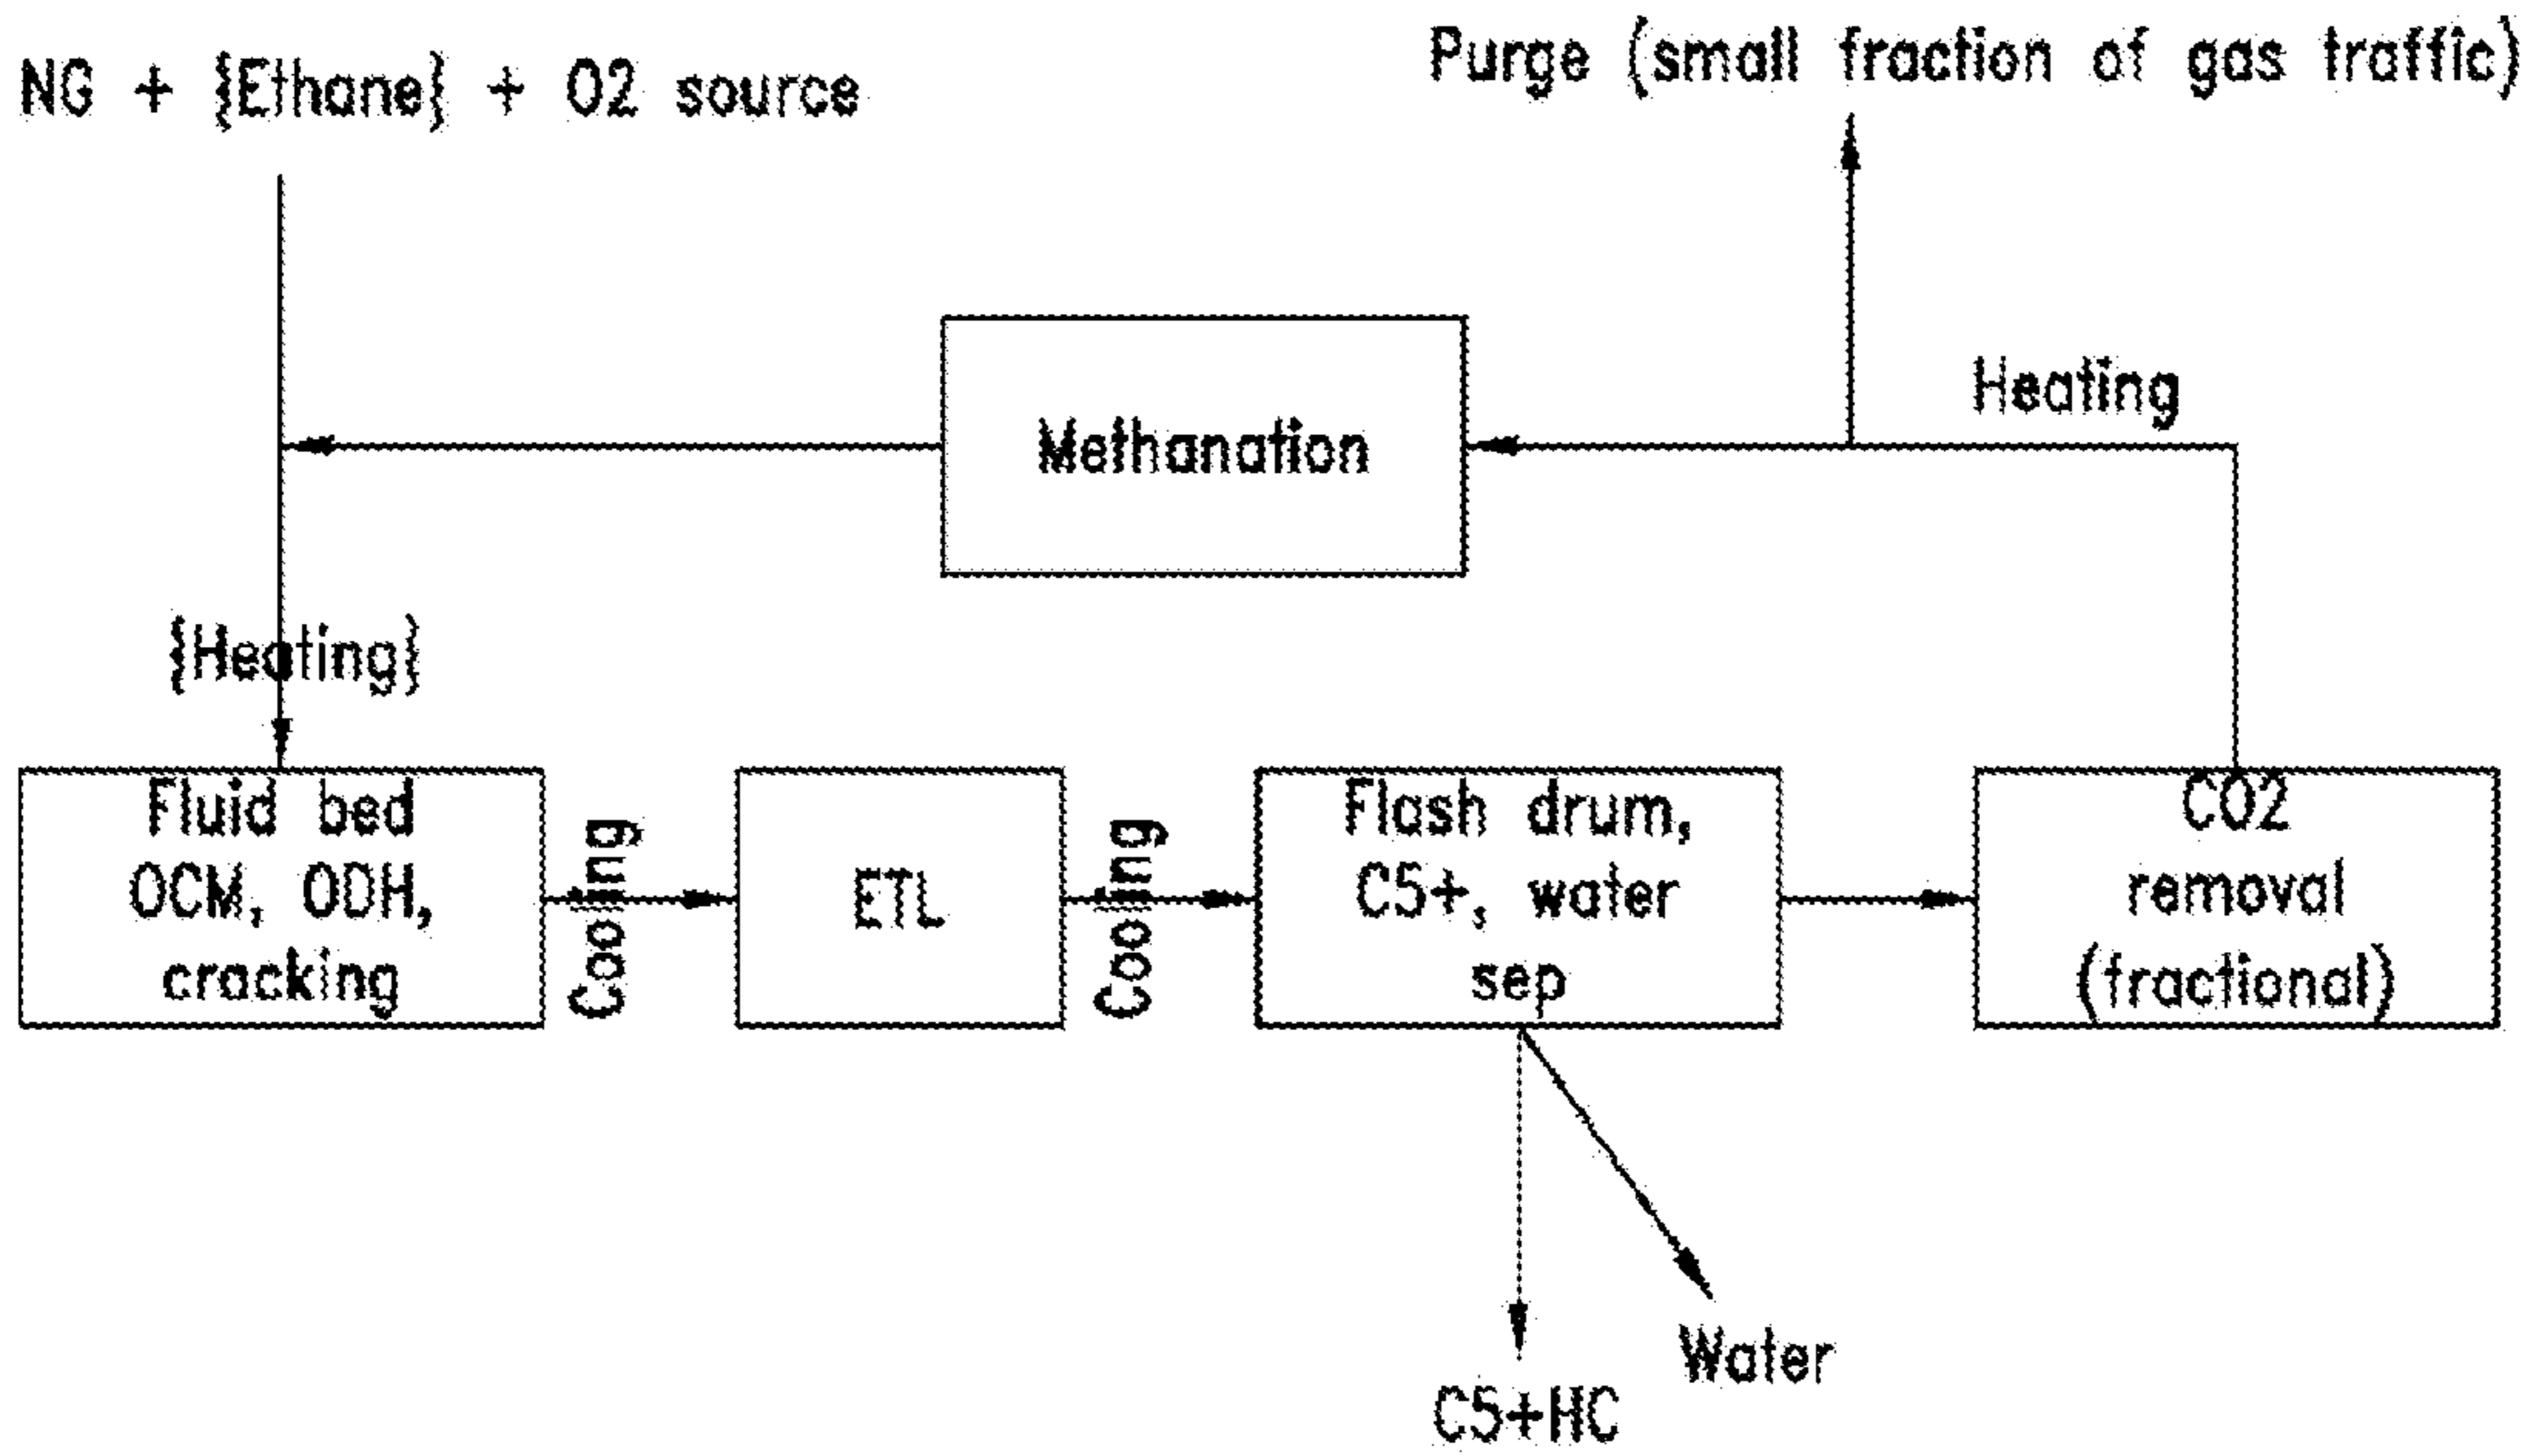 NG + {Ethane} + O2 source
Purge (small fraction of gas traffic)
Heating
Methanation
{Heating}
Fluid bed
OCM, ODH,
cracking
Cooling
ETL
Cooling
Flash drum,
C5+, water
sep
CO2
removal
(fractional)
Water
C5+HC